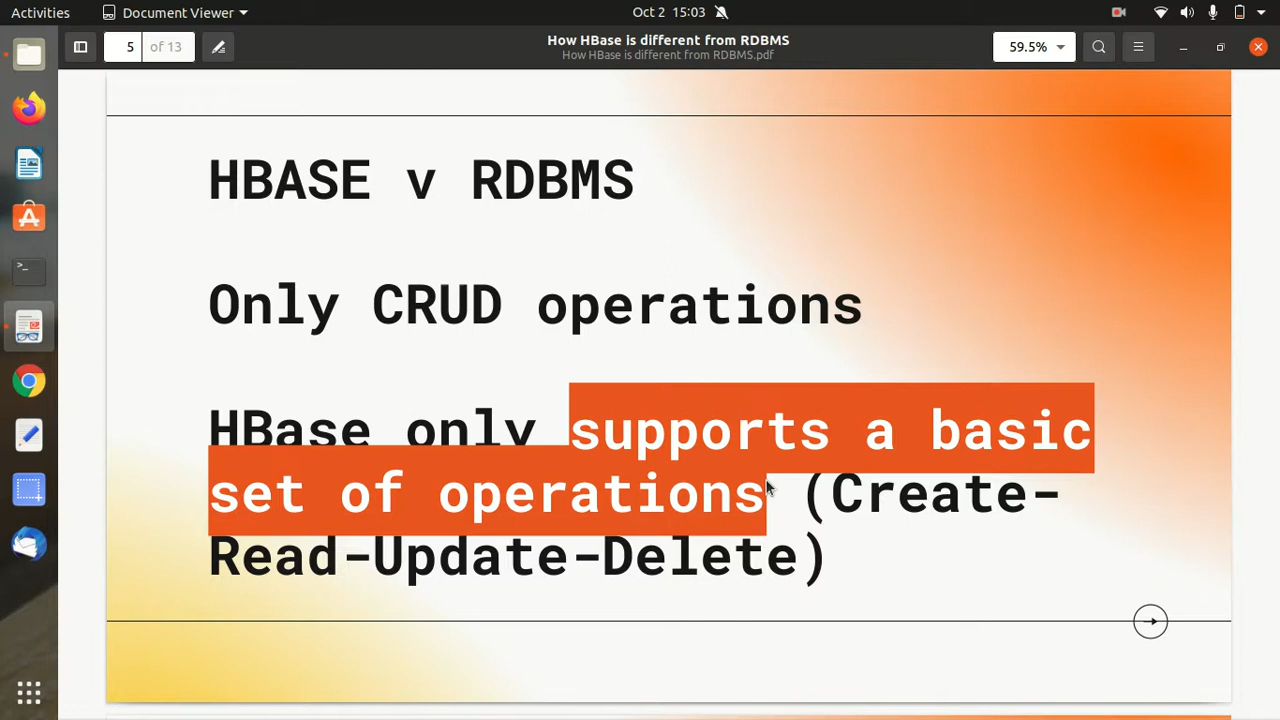 Activities
Document Viewer
Oct 2 15:03
5 of 13
How HBase is different from RDBMS
How HBase is different from RDBMS.pdf
59.5%
HBASE v RDBMS
Only CRUD operations
HBase only supports a basic
set of operations (Create-
Read-Update-Delete)